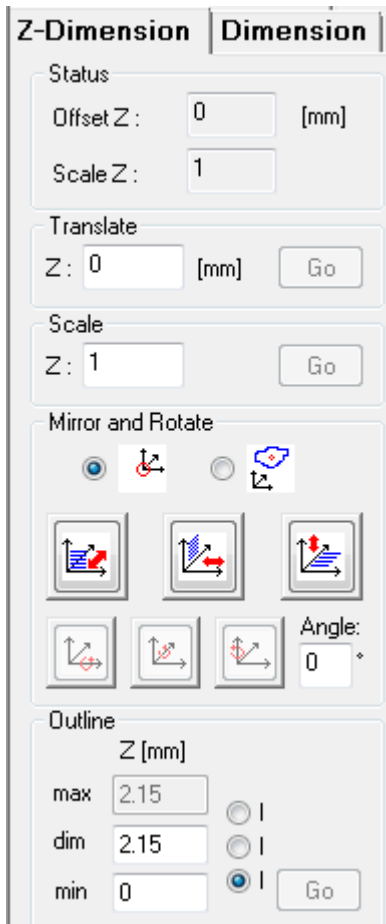 Z-Dimension Dimension
Status
Offset Z : 0 [mm]
Scale Z : 1
Translate
Z : 0 [mm] Go
Scale
Z : 1 Go
Mirror and Rotate
Angle:
0 °
Outline
Z [mm]
max 2.15 I
dim 2.15 I
min 0 I Go